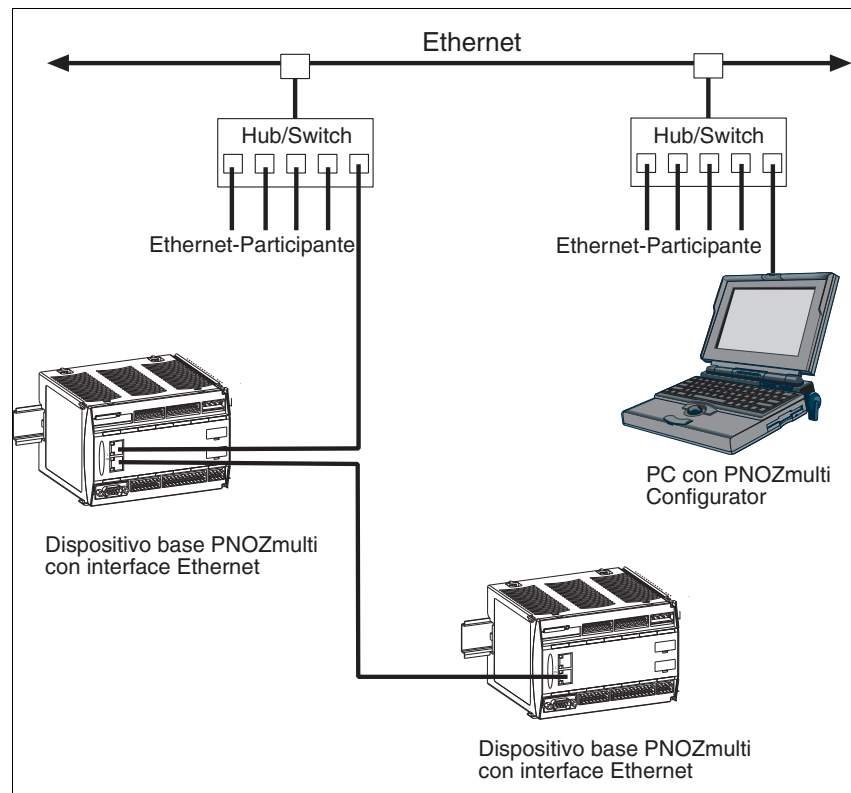 Ethernet
Hub/Switch
Hub/Switch
Ethernet-Participante
Ethernet-Participante
PC con PNOZmulti
Configurator
Dispositivo base PNOZmulti
con interface Ethernet
Dispositivo base PNOZmulti
con interface Ethernet